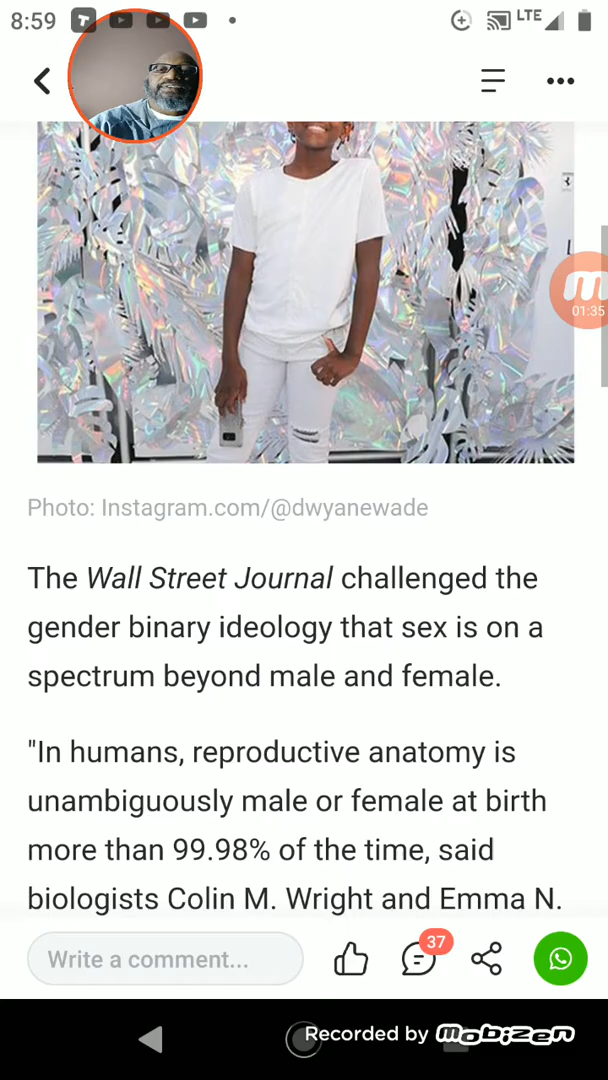 8:59
LTE
01:35
Photo: Instagram.com/@dwyanewade
The Wall Street Journal challenged the
gender binary ideology that sex is on a
spectrum beyond male and female.
"In humans, reproductive anatomy is
unambiguously male or female at birth
more than 99.98% of the time, said
biologists Colin M. Wright and Emma N.
Write a comment...
37
Recorded by mobizen